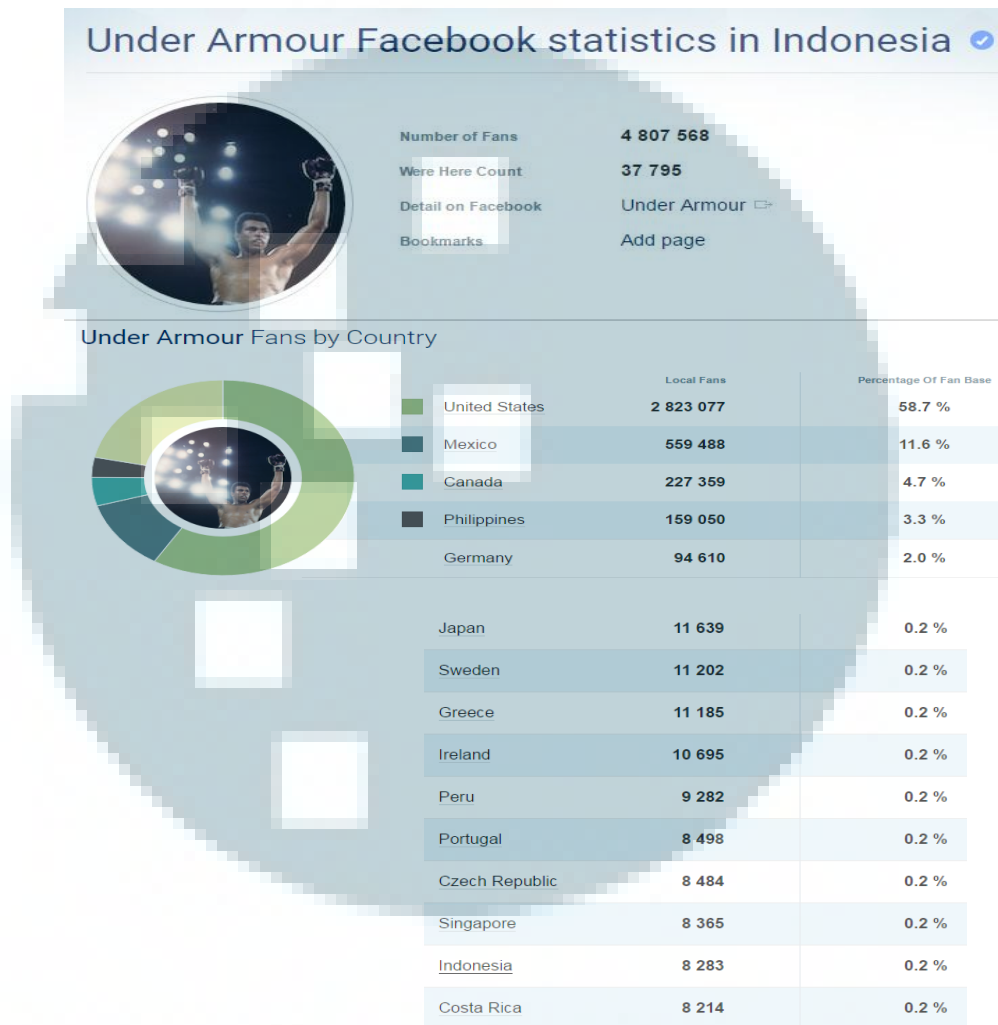 Under Armour Facebook statistics in Indonesia
Number of Fans 4 807 568
Were Here Count 37 795
Detail on Facebook Under Armour
Bookmarks Add page
Under Armour Fans by Country
Local Fans Percentage Of Fan Base
United States 2 823 077 58.7 %
Mexico 559 488 11.6 %
Canada 227 359 4.7 %
Philippines 159 050 3.3 %
Germany 94 610 2.0 %
Japan 11 639 0.2 %
Sweden 11 202 0.2 %
Greece 11 185 0.2 %
Ireland 10 695 0.2 %
Peru 9 282 0.2 %
Portugal 8 498 0.2 %
Czech Republic 8 484 0.2 %
Singapore 8 365 0.2 %
Indonesia 8 283 0.2 %
Costa Rica 8 214 0.2 %